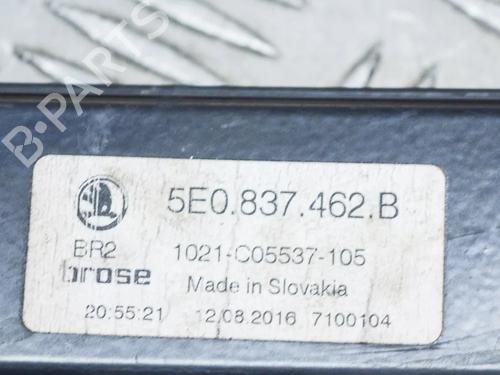 B-PARTS
5E0.837.462.B
BR2 1021-C05537-105
brose Made in Slovakia
20:55:21 12.08.2016 7100104